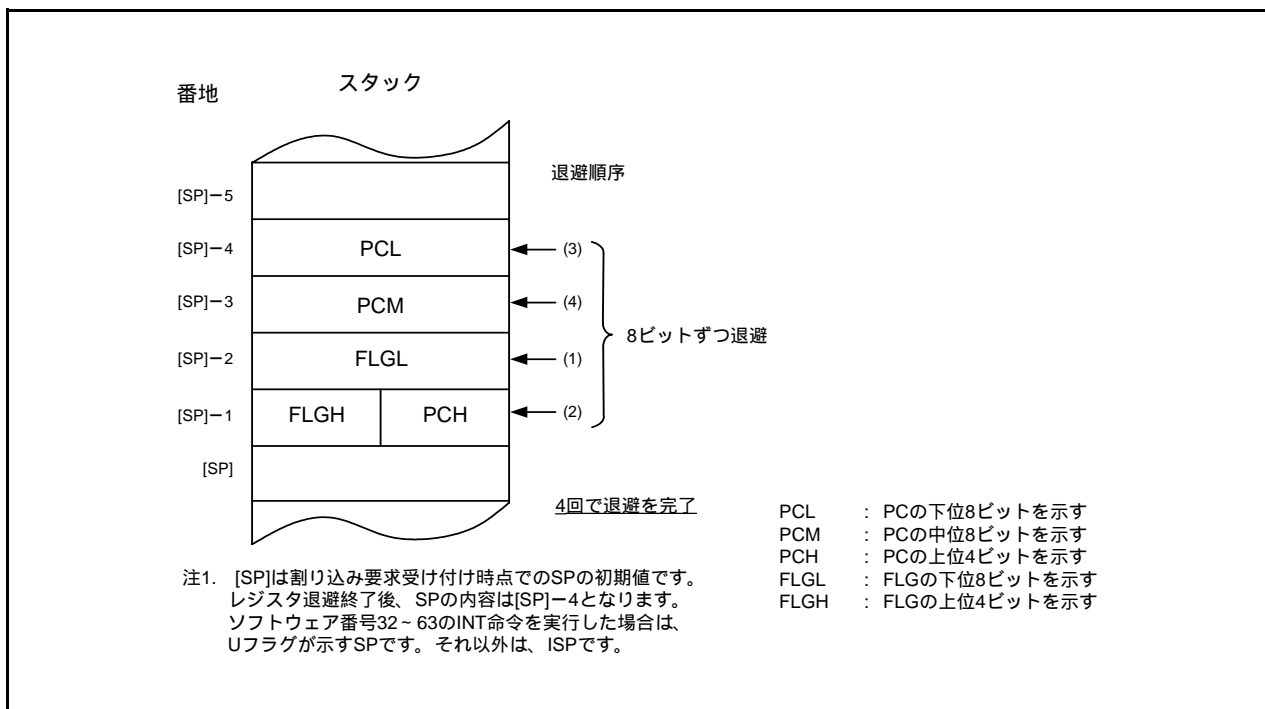 番地
スタック
退避順序
[SP]－5
[SP]－4 PCL (3)
[SP]－3 PCM (4)
8ビットずつ退避
[SP]－2 FLGL (1)
[SP]－1 FLGH PCH (2)
[SP]
4回で退避を完了
PCL : PCの下位8ビットを示す
PCM : PCの中位8ビットを示す
PCH : PCの上位4ビットを示す
FLGL : FLGの下位8ビットを示す
FLGH : FLGの上位4ビットを示す
注1. [SP]は割り込み要求受け付け時点でのSPの初期値です。
レジスタ退避終了後、SPの内容は[SP]－4となります。
ソフトウェア番号32～63のINT命令を実行した場合は、
Uフラグが示すSPです。それ以外は、ISPです。